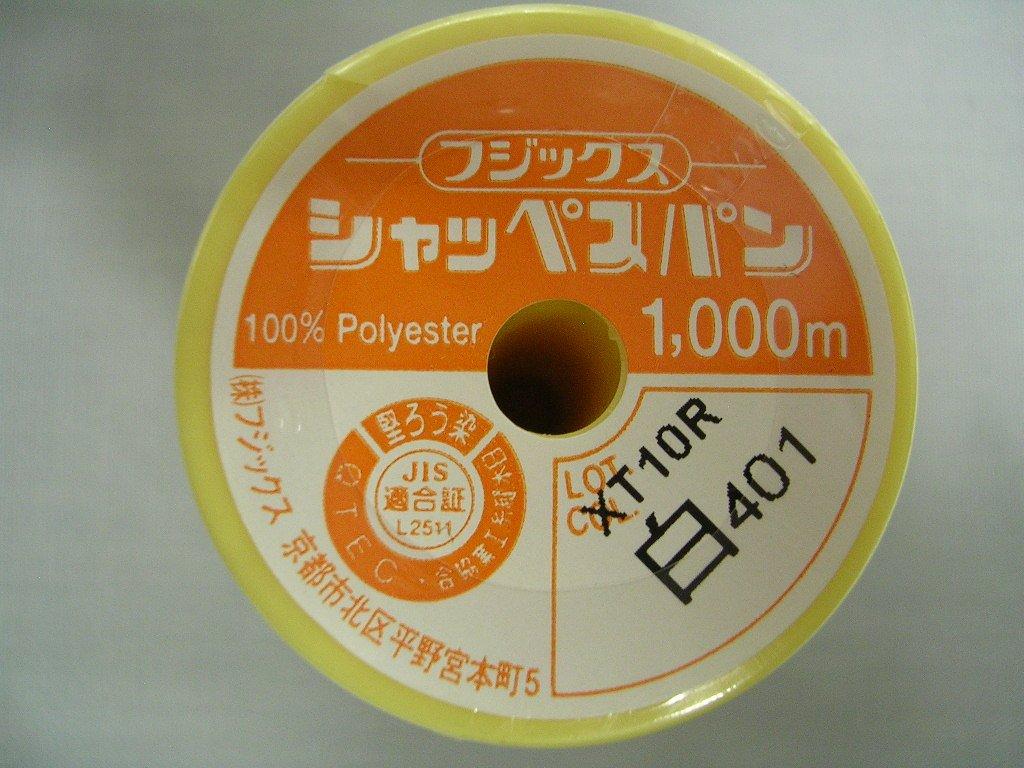 フジックス
シャッペスパン
100% Polyester
1,000m
堅ろう染
JIS
適合証
L2511
QTEC
(株)フジックス 京都市北区平野宮本町5
LOT
COL.
XT10R
白401